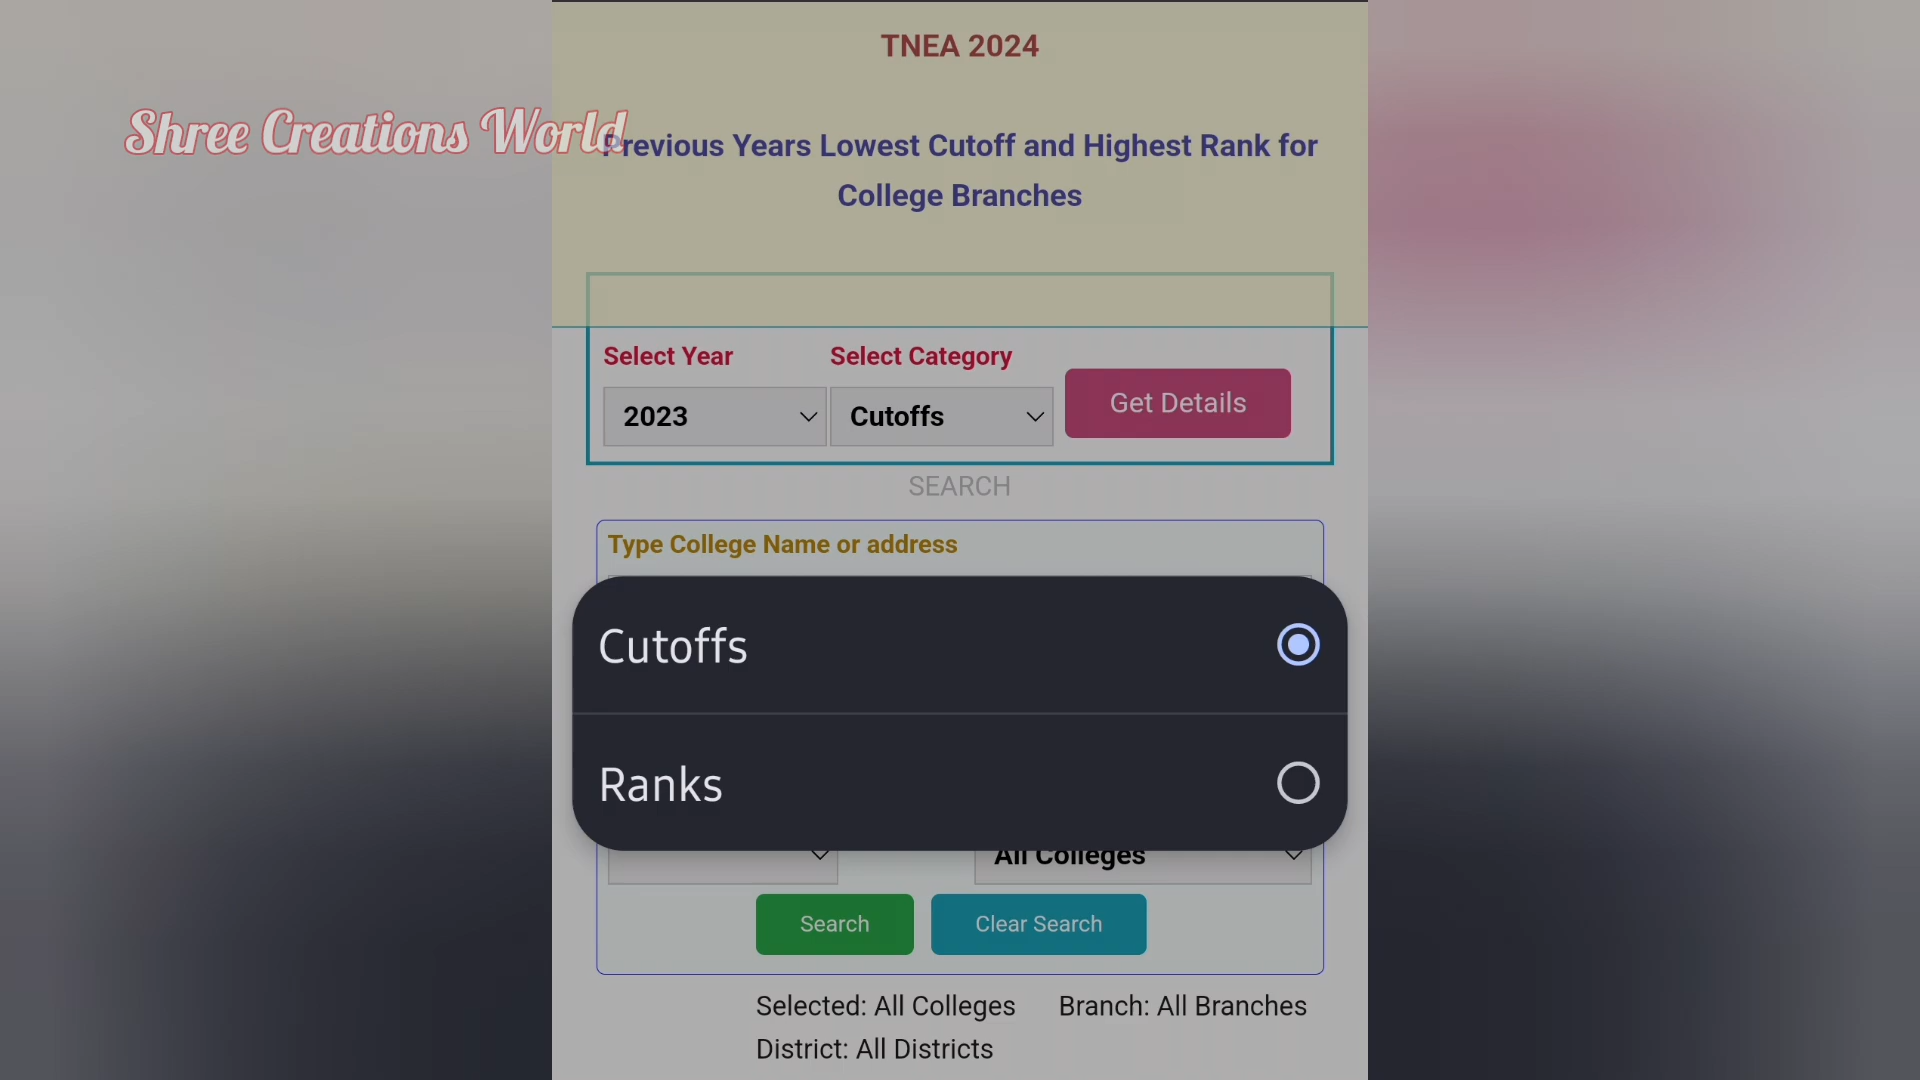 TNEA 2024
Shree Creations World
Previous Years Lowest Cutoff and Highest Rank for
College Branches
Select Year
Select Category
2023
Cutoffs
Get Details
SEARCH
Type College Name or address
Cutoffs
Ranks
All Colleges
Search
Clear Search
Selected: All Colleges
Branch: All Branches
District: All Districts